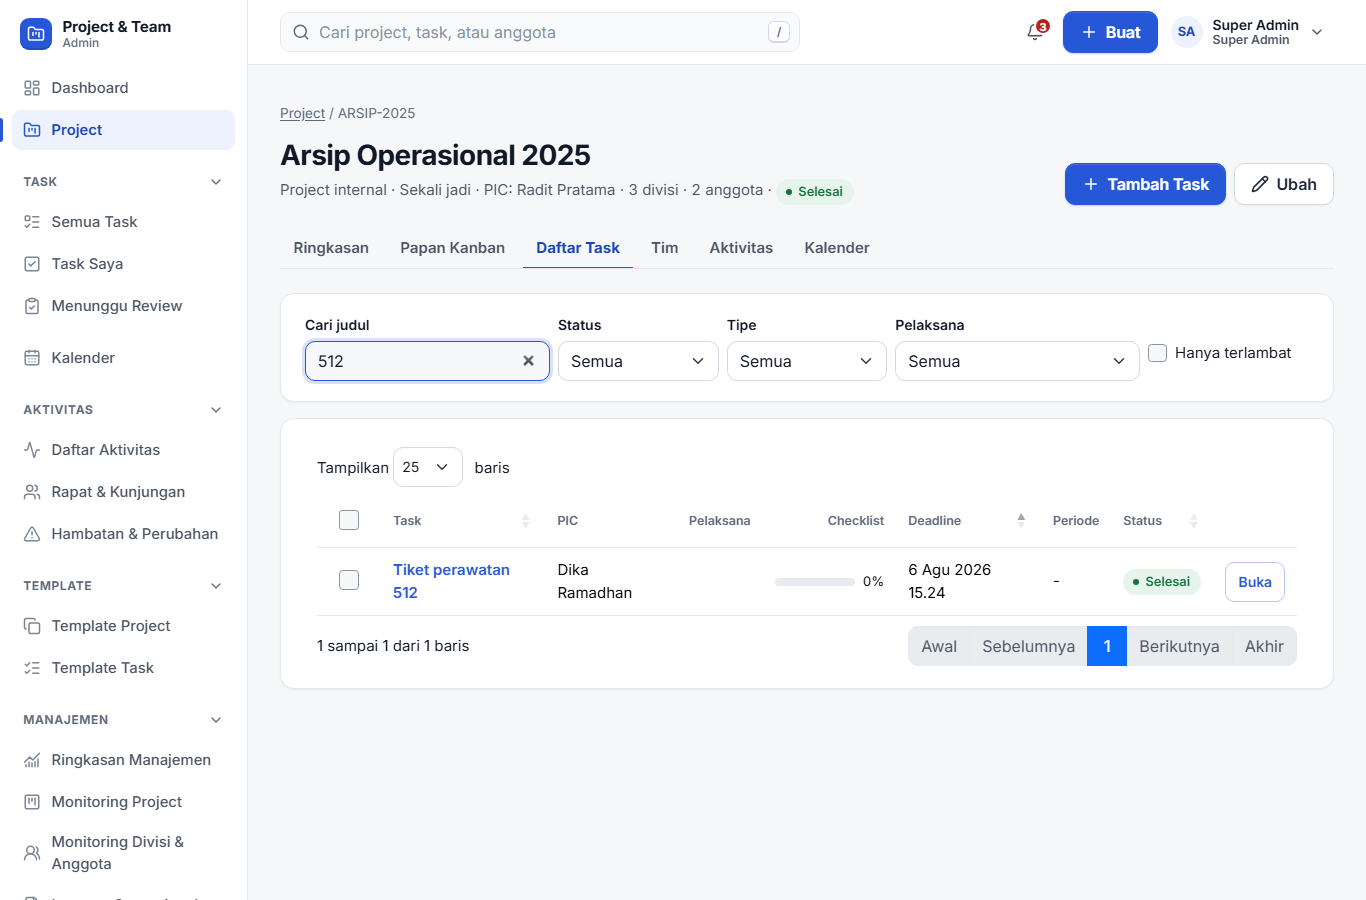 Project & Team
Admin
Dashboard
Project
TASK
Semua Task
Task Saya
Menunggu Review
Kalender
AKTIVITAS
Daftar Aktivitas
Rapat & Kunjungan
Hambatan & Perubahan
TEMPLATE
Template Project
Template Task
MANAJEMEN
Ringkasan Manajemen
Monitoring Project
Monitoring Divisi &
Anggota
Cari project, task, atau anggota
/
3
+ Buat
SA
Super Admin
Super Admin
Project / ARSIP-2025
Arsip Operasional 2025
Project internal · Sekali jadi · PIC: Radit Pratama · 3 divisi · 2 anggota · Selesai
+ Tambah Task
Ubah
Ringkasan Papan Kanban Daftar Task Tim Aktivitas Kalender
Cari judul Status Tipe Pelaksana
512 Semua Semua Semua Hanya terlambat
Tampilkan 25 baris
Task PIC Pelaksana Checklist Deadline Periode Status
Tiket perawatan
512
Dika
Ramadhan
0%
6 Agu 2026
15.24
-
Selesai
Buka
1 sampai 1 dari 1 baris
Awal Sebelumnya 1 Berikutnya Akhir